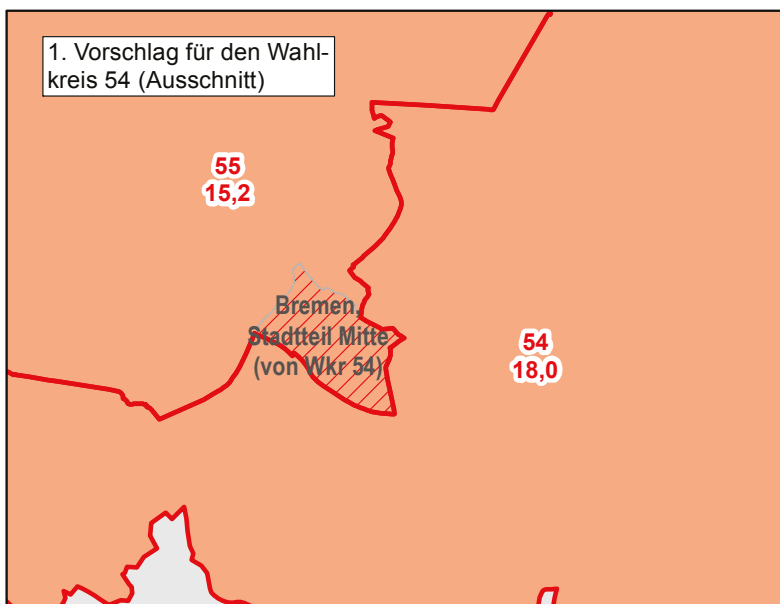 1. Vorschlag für den Wahl-
kreis 54 (Ausschnitt)
55
15,2
Bremen,
Stadtteil Mitte
(von Wkr 54)
54
18,0